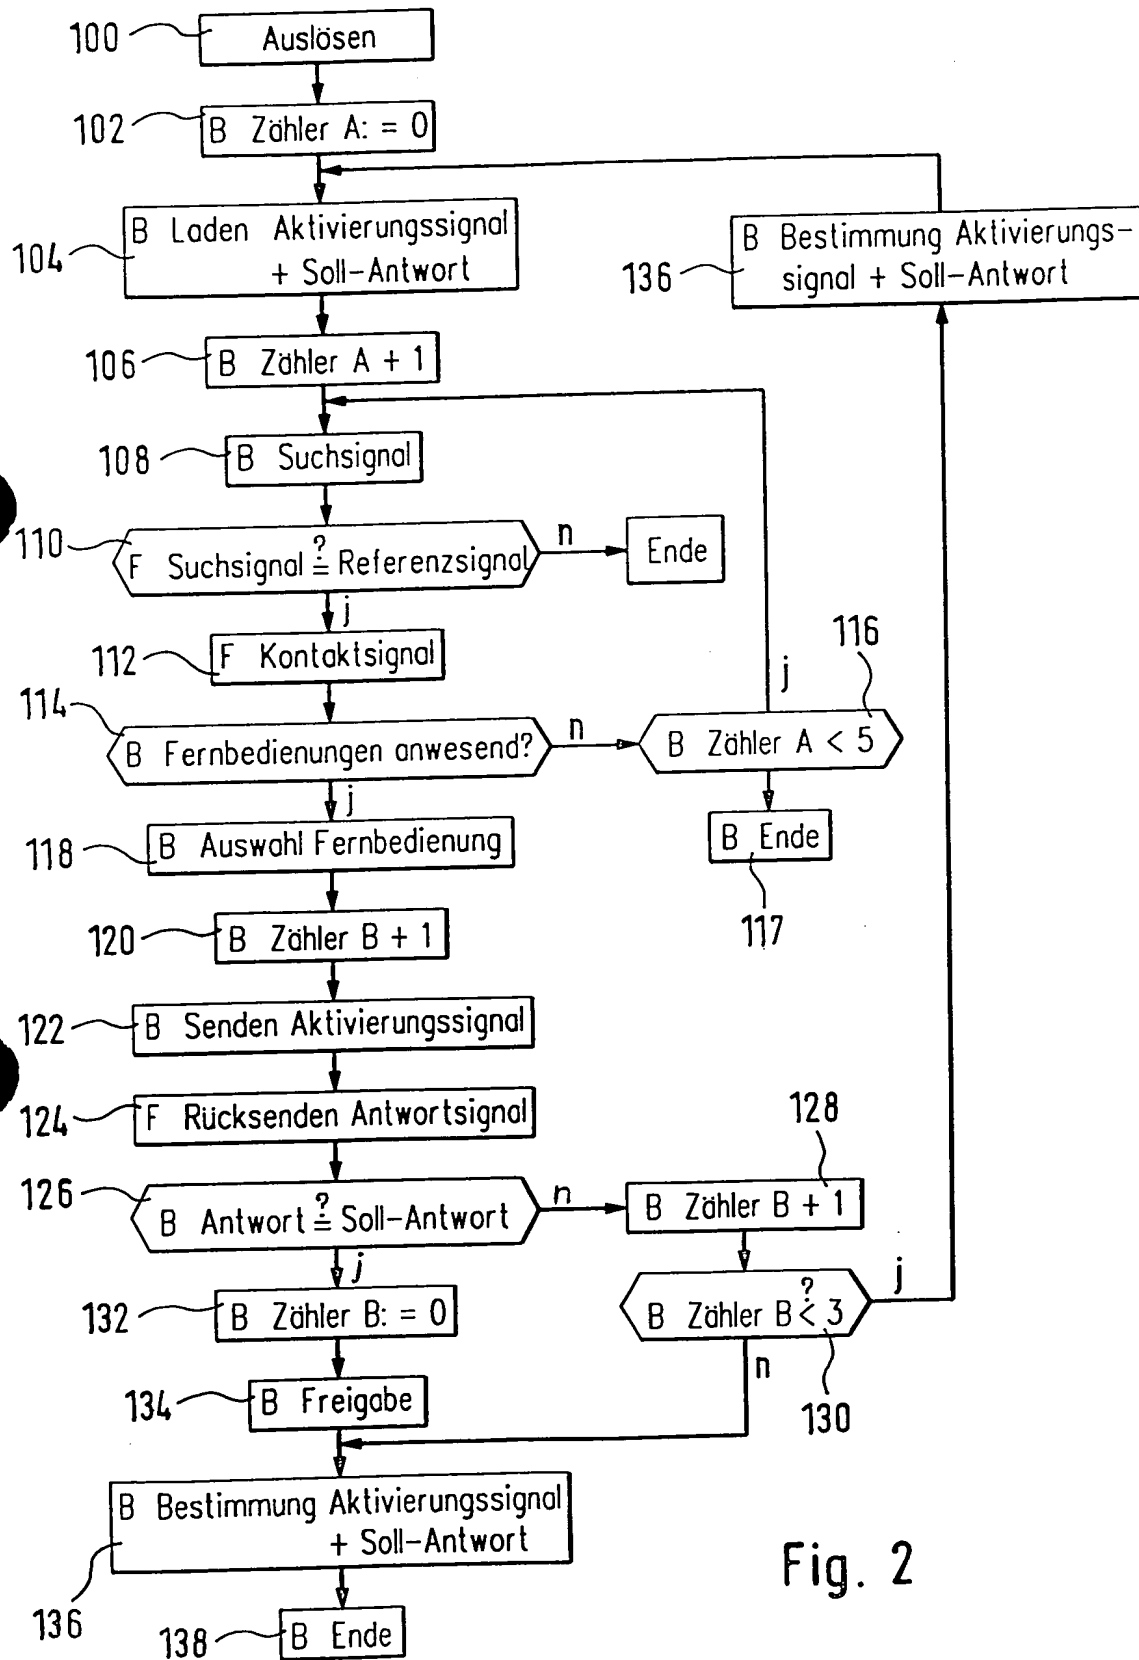 100 Auslösen
102 B Zähler A: = 0
104 B Laden Aktivierungssignal
+ Soll-Antwort
136 B Bestimmung Aktivierungs-
signal + Soll-Antwort
106 B Zähler A + 1
108 B Suchsignal
110 F Suchsignal ≟ Referenzsignal
n
Ende
j
112 F Kontaktsignal
114 B Fernbedienungen anwesend?
n
116 B Zähler A < 5
j
j
B Ende
117
118 B Auswahl Fernbedienung
120 B Zähler B + 1
122 B Senden Aktivierungssignal
124 F Rücksenden Antwortsignal
126 B Antwort ≟ Soll-Antwort
n
128 B Zähler B + 1
j
B Zähler B <? 3
j
130
n
132 B Zähler B: = 0
134 B Freigabe
136 B Bestimmung Aktivierungssignal
+ Soll-Antwort
138 B Ende
Fig. 2